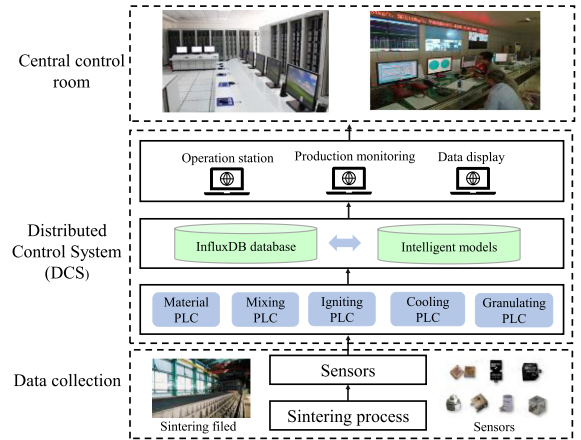 Central control
room
Operation station
Production monitoring
Data display
Distributed
Control System
(DCS)
InfluxDB database
Intelligent models
Material
PLC
Mixing
PLC
Igniting
PLC
Cooling
PLC
Granulating
PLC
Data collection
Sensors
Sintering process
Sintering filed
Sensors